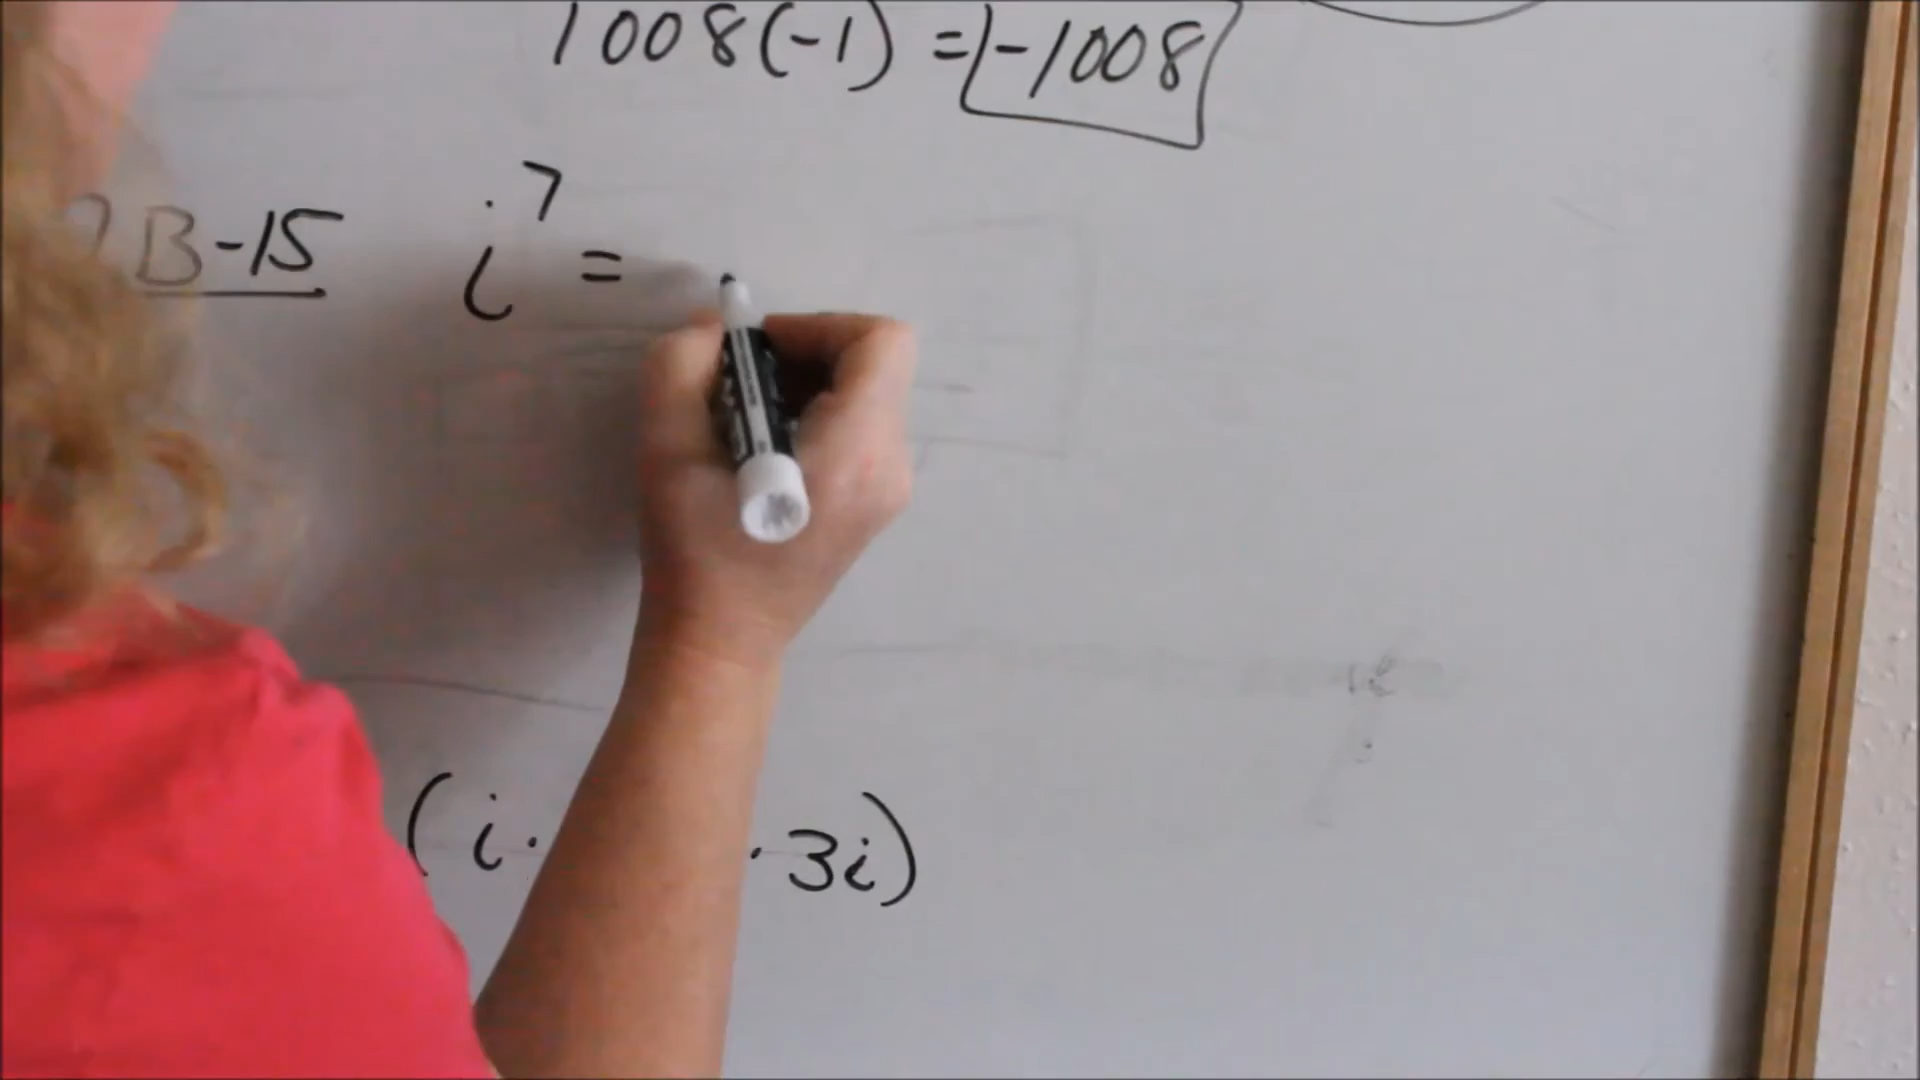 1008(-1) = -1008
B-15 i⁷ =
(i· ·3i)